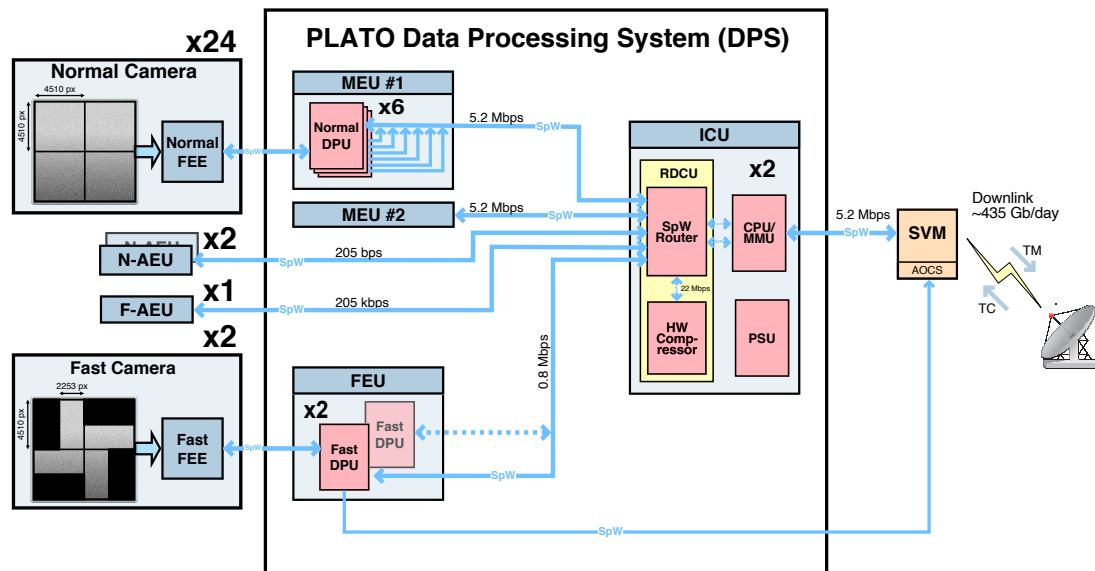 PLATO Data Processing System (DPS)
x24
Normal Camera
4510 px
4510 px
Normal
FEE
SpW
MEU #1
x6
Normal
DPU
5.2 Mbps
SpW
MEU #2
5.2 Mbps
SpW
x2
N-AEU
N-AEU
SpW
205 bps
x1
F-AEU
SpW
205 kbps
x2
Fast Camera
2253 px
4510 px
Fast
FEE
SpW
FEU
x2
Fast
DPU
Fast
DPU
SpW
0.8 Mbps
SpW
ICU
x2
RDCU
SpW
Router
CPU/
MMU
22 Mbps
HW
Comp-
ressor
PSU
5.2 Mbps
SpW
SVM
AOCS
Downlink
~435 Gb/day
TM
TC